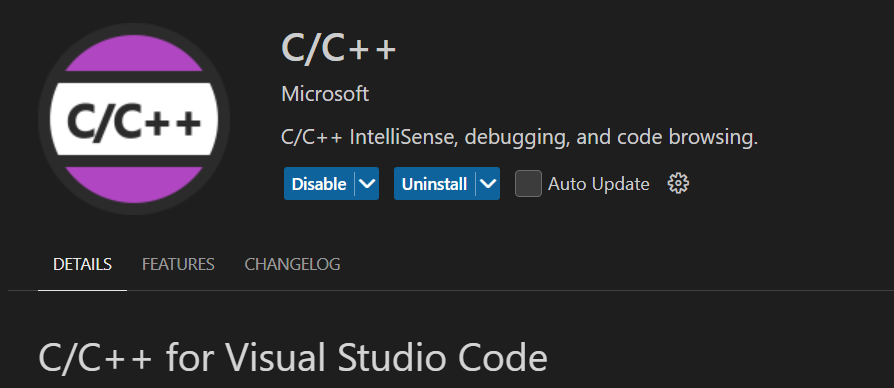 C/C++
C/C++
Microsoft
C/C++ IntelliSense, debugging, and code browsing.
Disable Uninstall Auto Update
DETAILS FEATURES CHANGELOG
C/C++ for Visual Studio Code